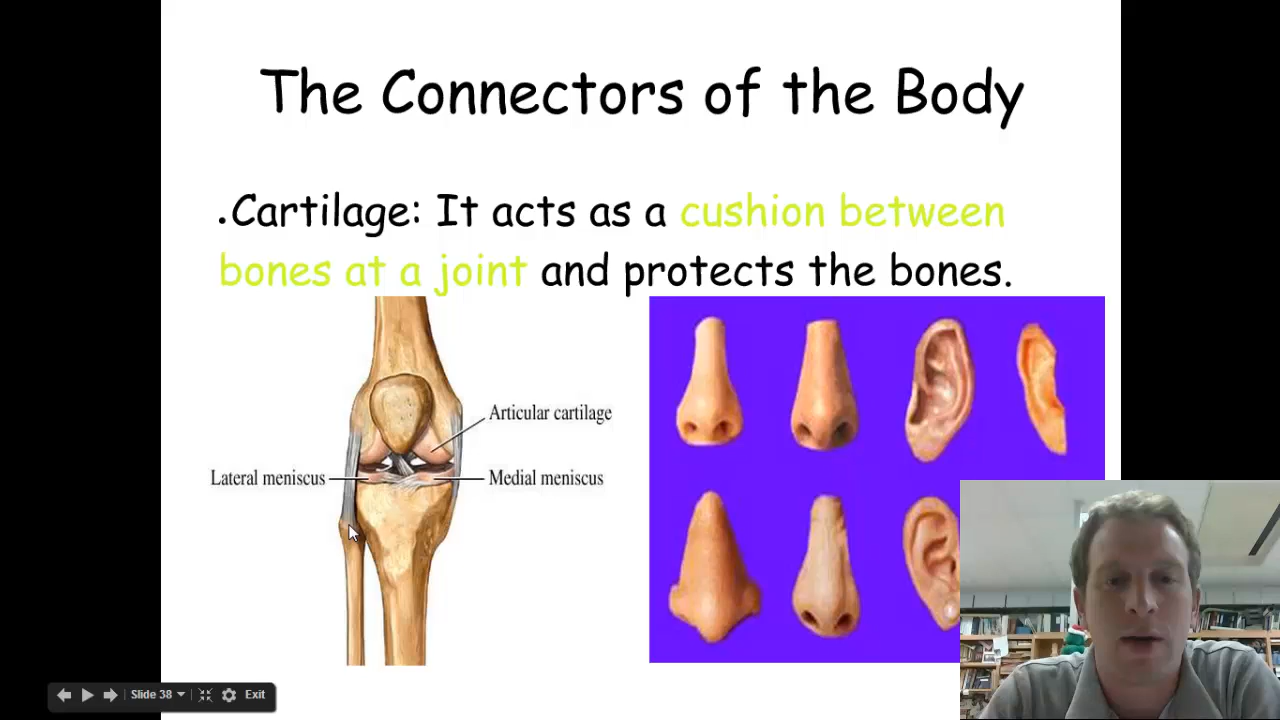 The Connectors of the Body
.Cartilage: It acts as a cushion between
bones at a joint and protects the bones.
Articular cartilage
Lateral meniscus
Medial meniscus
Slide 38
Exit